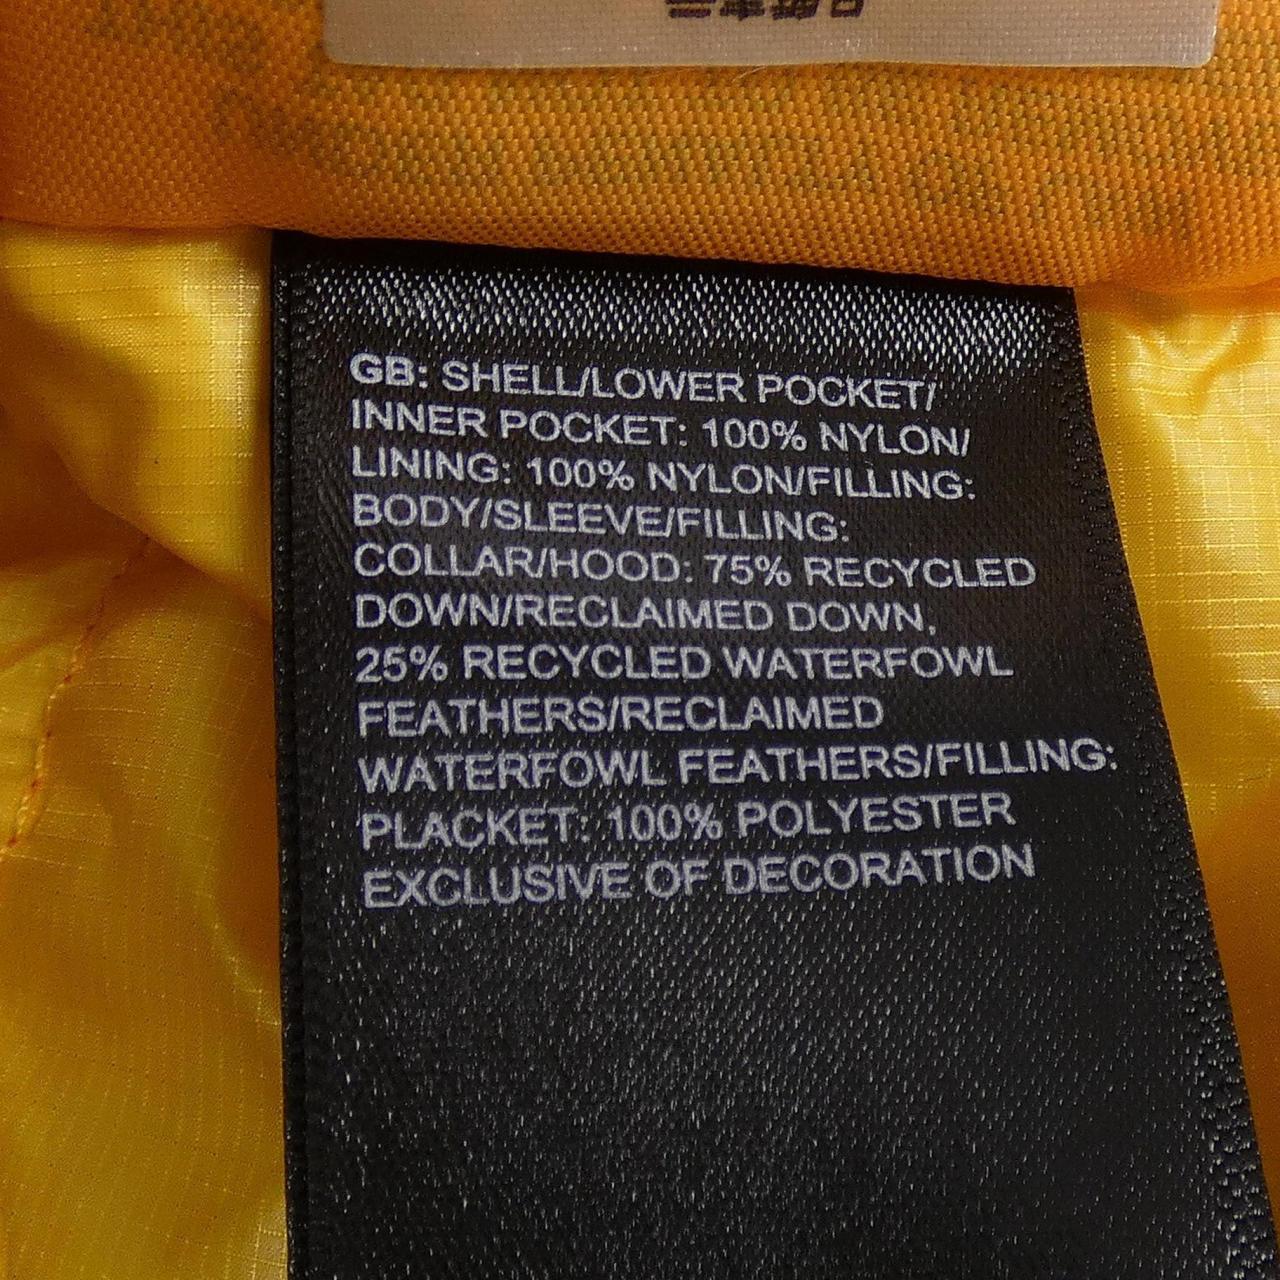 GB: SHELL/LOWER POCKET/
INNER POCKET: 100% NYLON/
LINING: 100% NYLON/FILLING:
BODY/SLEEVE/FILLING:
COLLAR/HOOD: 75% RECYCLED
DOWN/RECLAIMED DOWN,
25% RECYCLED WATERFOWL
FEATHERS/RECLAIMED
WATERFOWL FEATHERS/FILLING:
PLACKET: 100% POLYESTER
EXCLUSIVE OF DECORATION